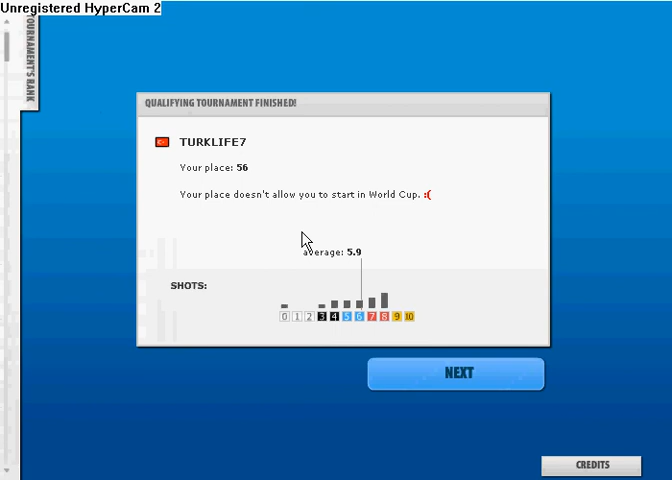 Unregistered HyperCam 2
TOURNAMENT'S RANK
QUALIFYING TOURNAMENT FINISHED!
TURKLIFE7
Your place: 56
Your place doesn't allow you to start in World Cup. :(
average: 5.9
SHOTS:
0 1 2 3 4 5 6 7 8 9 10
NEXT
CREDITS